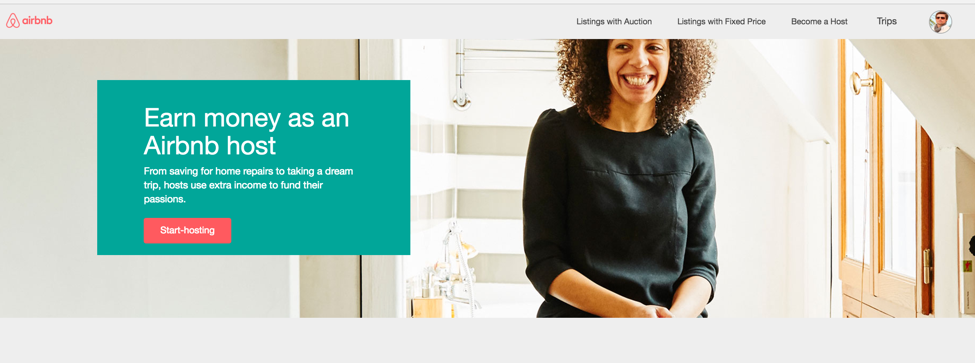 airbnb
Listings with Auction
Listings with Fixed Price
Become a Host
Trips
Earn money as an
Airbnb host
From saving for home repairs to taking a dream
trip, hosts use extra income to fund their
passions.
Start-hosting